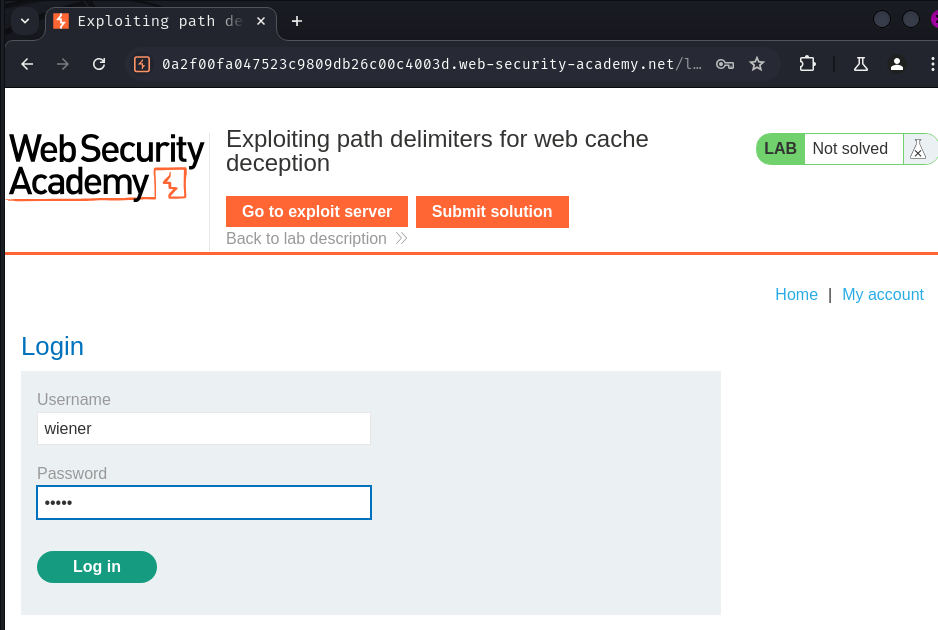 Exploiting path de
0a2f00fa047523c9809db26c00c4003d.web-security-academy.net/l...
Web Security
Academy
Exploiting path delimiters for web cache
deception
LAB Not solved
Go to exploit server Submit solution
Back to lab description
Home | My account
Login
Username
wiener
Password
•••••
Log in